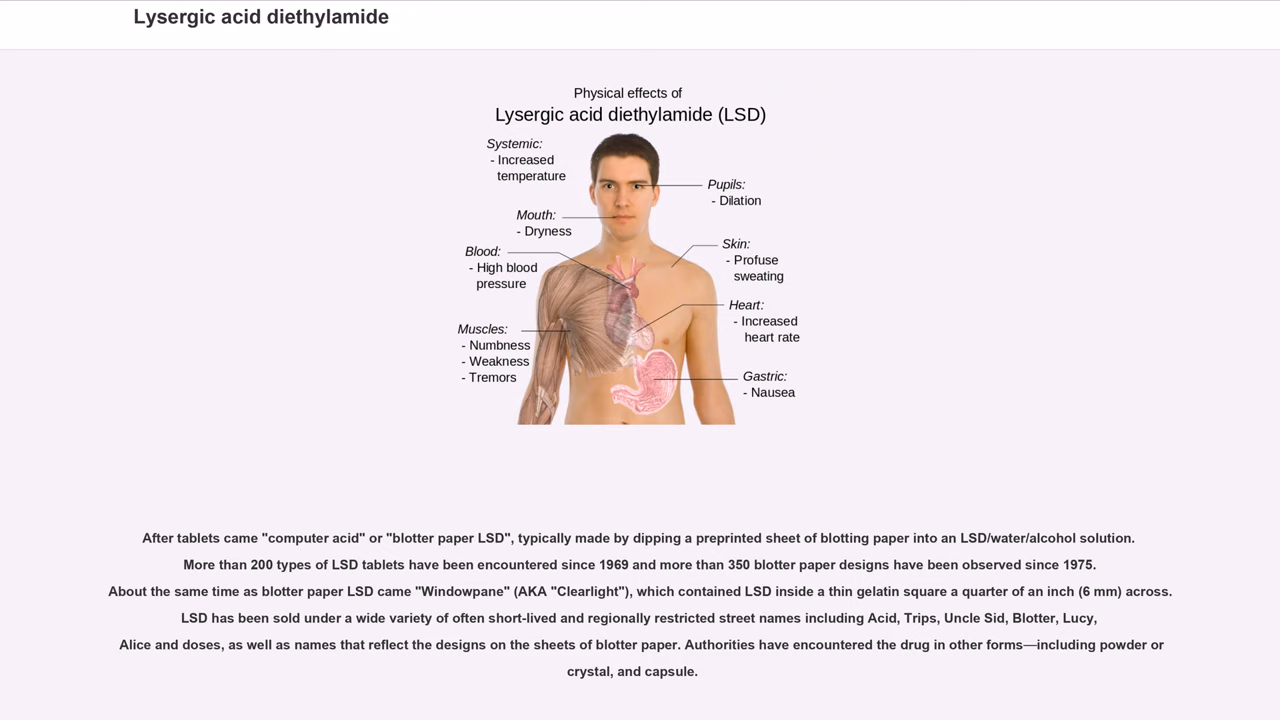 Lysergic acid diethylamide
Physical effects of
Lysergic acid diethylamide (LSD)
Systemic:
- Increased
temperature
Pupils:
- Dilation
Mouth:
- Dryness
Skin:
- Profuse
sweating
Blood:
- High blood
pressure
Heart:
- Increased
heart rate
Muscles:
- Numbness
- Weakness
- Tremors
Gastric:
- Nausea
After tablets came "computer acid" or "blotter paper LSD", typically made by dipping a preprinted sheet of blotting paper into an LSD/water/alcohol solution.
More than 200 types of LSD tablets have been encountered since 1969 and more than 350 blotter paper designs have been observed since 1975.
About the same time as blotter paper LSD came "Windowpane" (AKA "Clearlight"), which contained LSD inside a thin gelatin square a quarter of an inch (6 mm) across.
LSD has been sold under a wide variety of often short-lived and regionally restricted street names including Acid, Trips, Uncle Sid, Blotter, Lucy,
Alice and doses, as well as names that reflect the designs on the sheets of blotter paper. Authorities have encountered the drug in other forms—including powder or
crystal, and capsule.